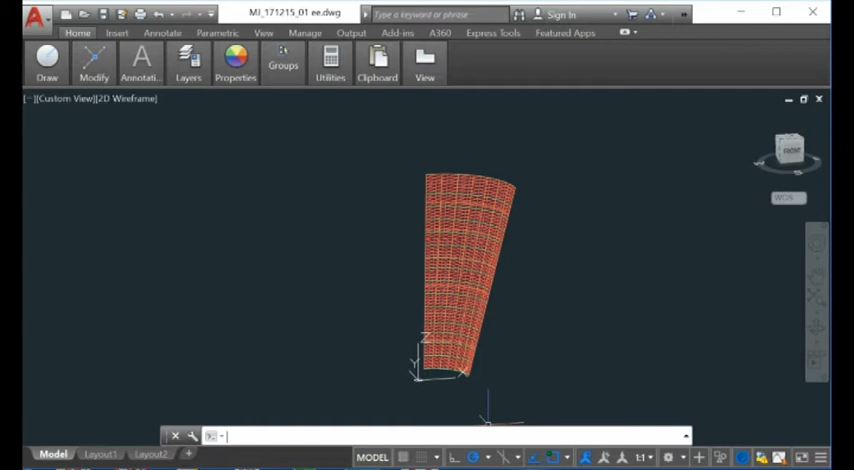 MJ_171215_01 ee.dwg
Type a keyword or phrase
Sign In
Home Insert Annotate Parametric View Manage Output Add-ins A360 Express Tools Featured Apps
Draw Modify Annotati... Layers Properties Groups Utilities Clipboard View
[−][Custom View][2D Wireframe]
FRONT
WCS
Z
Y
X
Model Layout1 Layout2 +
MODEL
1:1